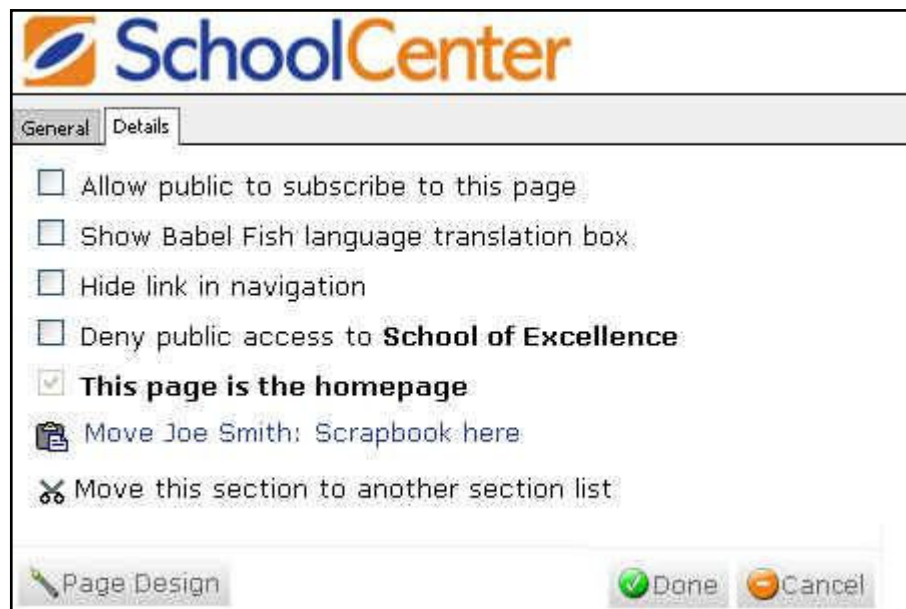 SchoolCenter
General Details
Allow public to subscribe to this page
Show Babel Fish language translation box
Hide link in navigation
Deny public access to School of Excellence
This page is the homepage
Move Joe Smith: Scrapbook here
Move this section to another section list
Page Design Done Cancel